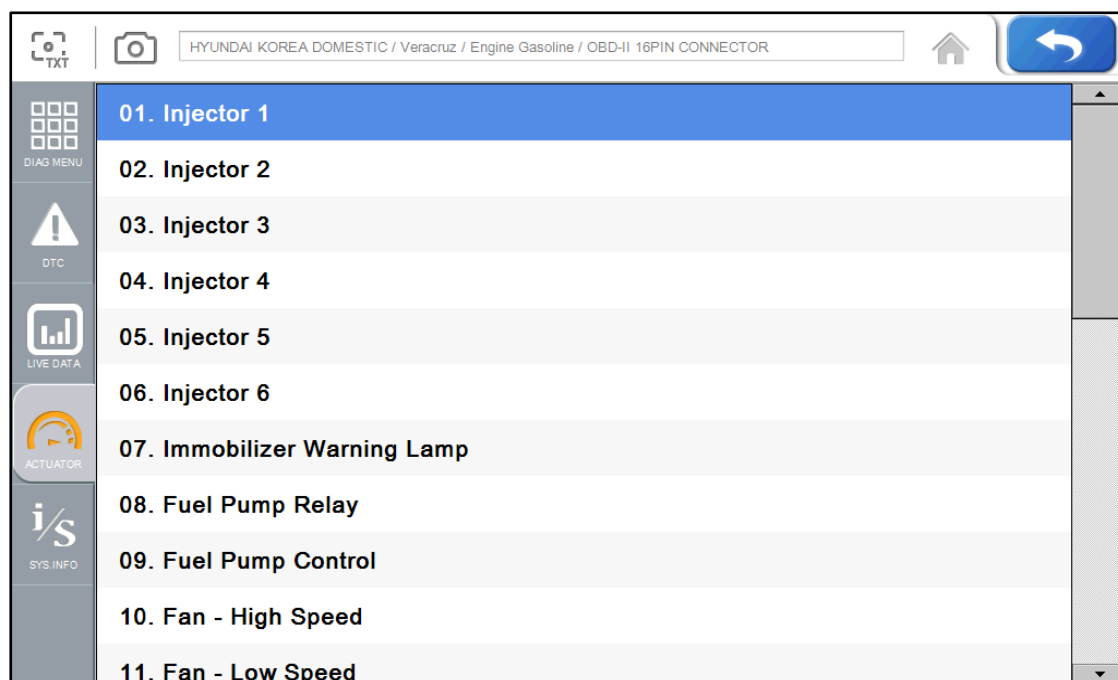 TXT
HYUNDAI KOREA DOMESTIC / Veracruz / Engine Gasoline / OBD-II 16PIN CONNECTOR
DIAG MENU
DTC
LIVE DATA
ACTUATOR
i/s
SYS.INFO
01. Injector 1
02. Injector 2
03. Injector 3
04. Injector 4
05. Injector 5
06. Injector 6
07. Immobilizer Warning Lamp
08. Fuel Pump Relay
09. Fuel Pump Control
10. Fan - High Speed
11. Fan - Low Speed